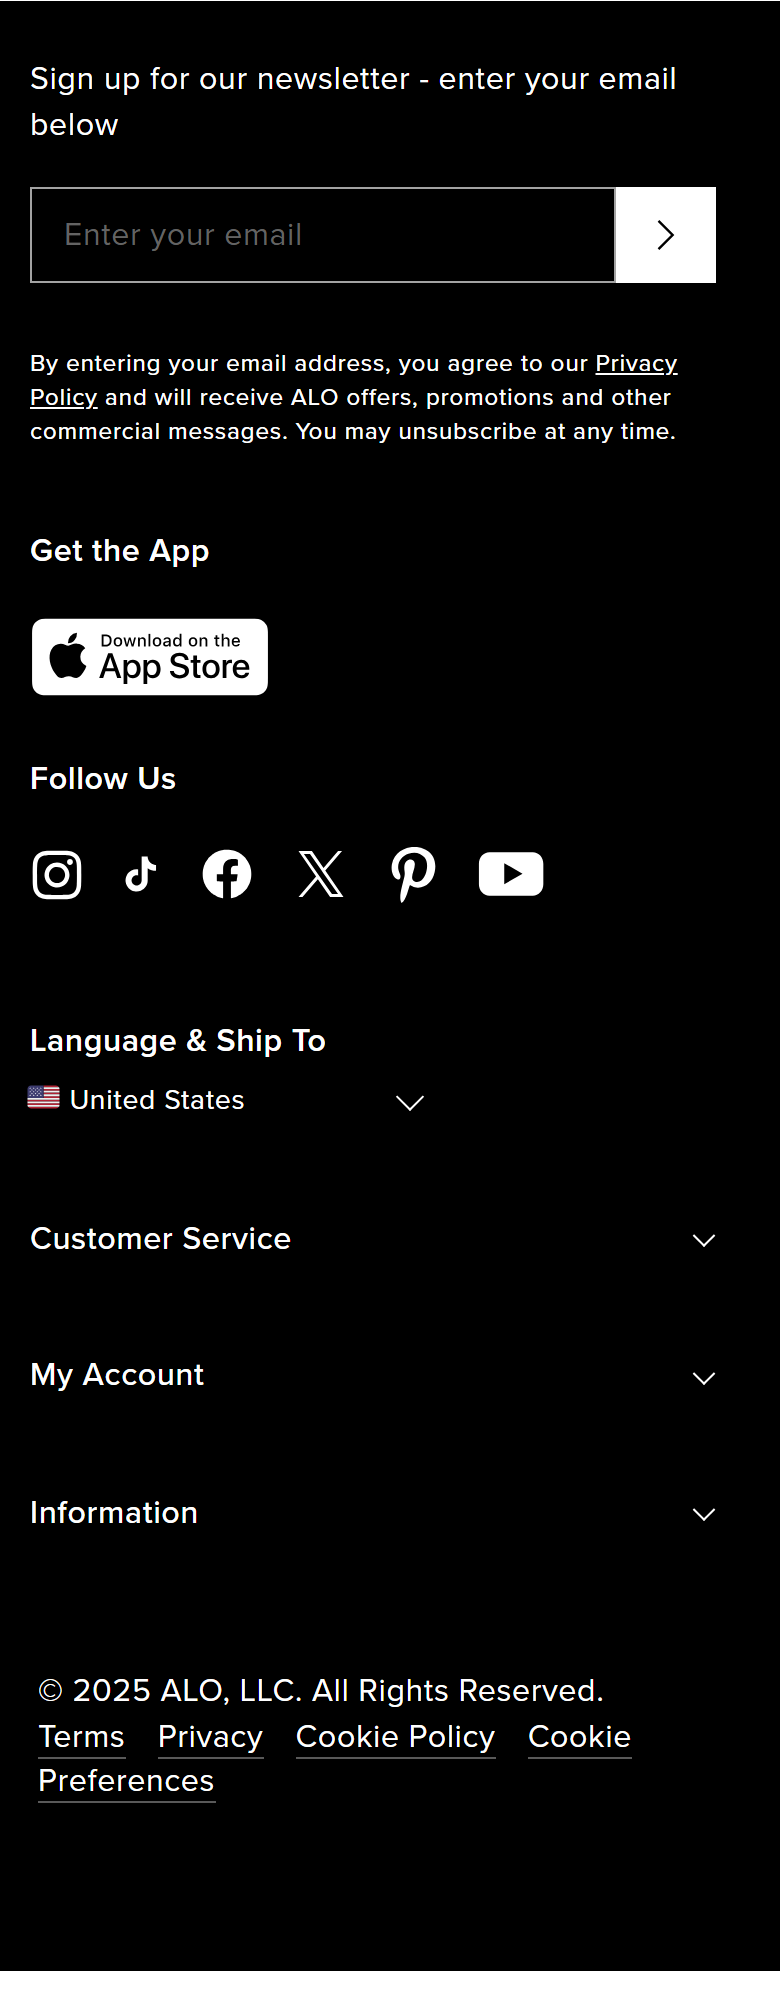 Sign up for our newsletter - enter your email
below
Enter your email
By entering your email address, you agree to our Privacy
Policy and will receive ALO offers, promotions and other
commercial messages. You may unsubscribe at any time.
Get the App
Download on the
App Store
Follow Us
Language & Ship To
United States
Customer Service
My Account
Information
© 2025 ALO, LLC. All Rights Reserved.
Terms Privacy Cookie Policy Cookie
Preferences